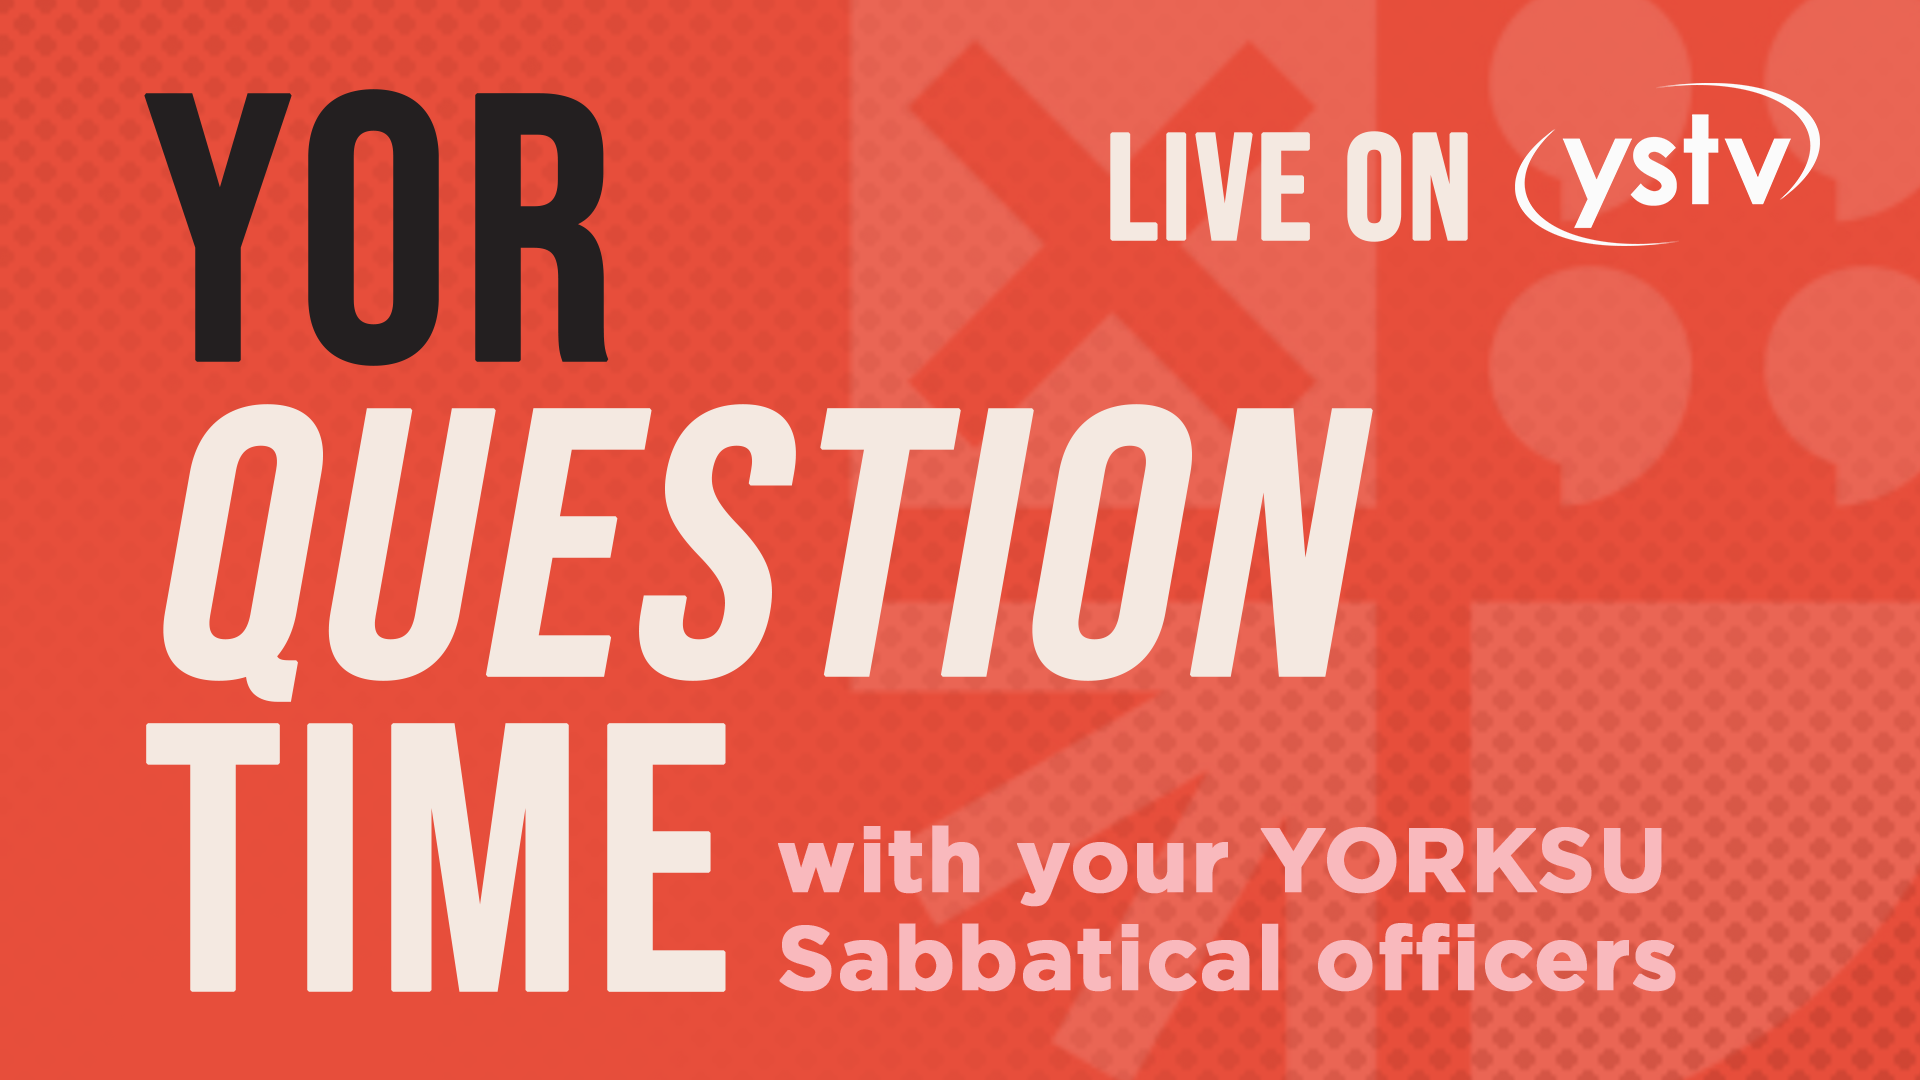 YOR
LIVE ON ystv
QUESTION
TIME
with your YORKSU
Sabbatical officers